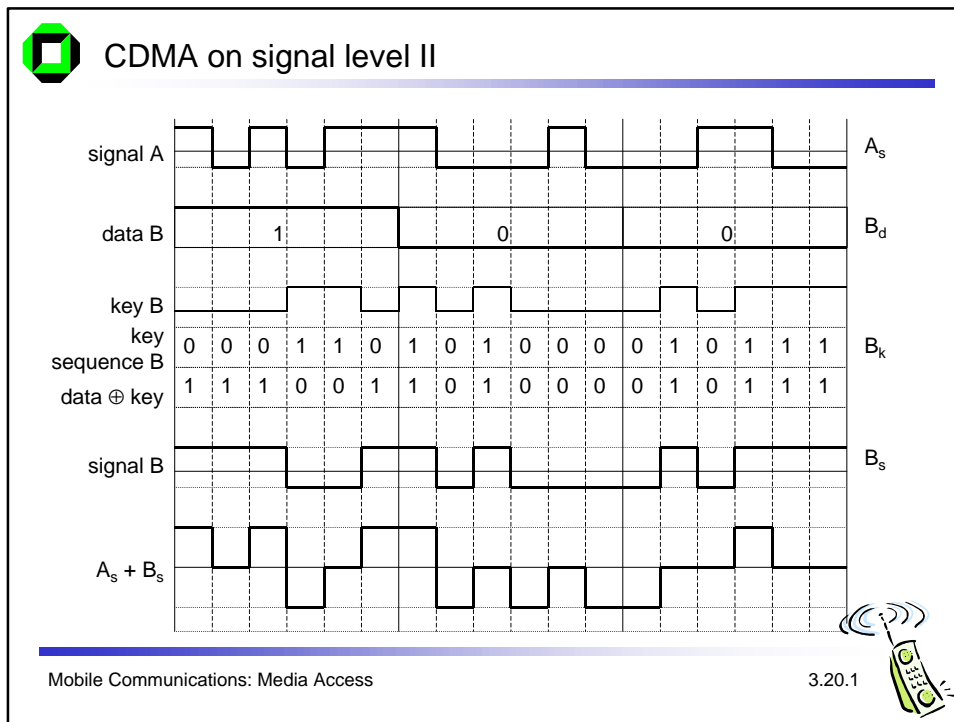 CDMA on signal level II
signal A
A_s
data B
1 0 0
B_d
key B
key
sequence B
0 0 0 1 1 0 1 0 1 0 0 0 0 1 0 1 1 1
B_k
data ⊕ key
1 1 1 0 0 1 1 0 1 0 0 0 0 1 0 1 1 1
signal B
B_s
A_s + B_s
Mobile Communications: Media Access
3.20.1